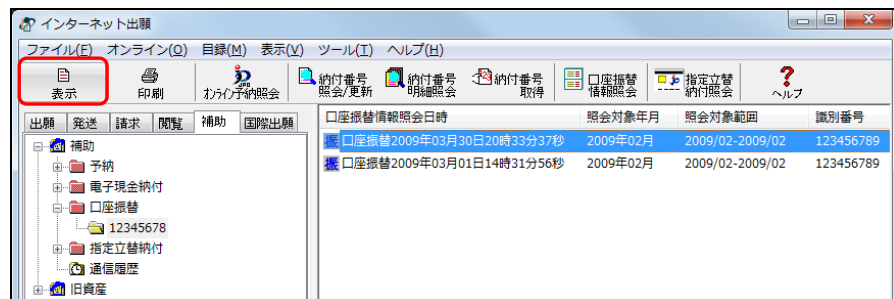 インターネット出願
ファイル(F) オンライン(O) 目録(M) 表示(V) ツール(T) ヘルプ(H)
表示 印刷 オンライン予納照会 納付番号照会/更新 納付番号明細照会 納付番号取得 口座振替情報照会 指定立替納付照会 ヘルプ
出願 発送 請求 閲覧 補助 国際出願
補助
予納
電子現金納付
口座振替
12345678
指定立替納付
通信履歴
旧資産
口座振替情報照会日時 照会対象年月 照会対象範囲 識別番号
振 口座振替2009年03月30日20時33分37秒 2009年02月 2009/02-2009/02 123456789
振 口座振替2009年03月01日14時31分56秒 2009年02月 2009/02-2009/02 123456789